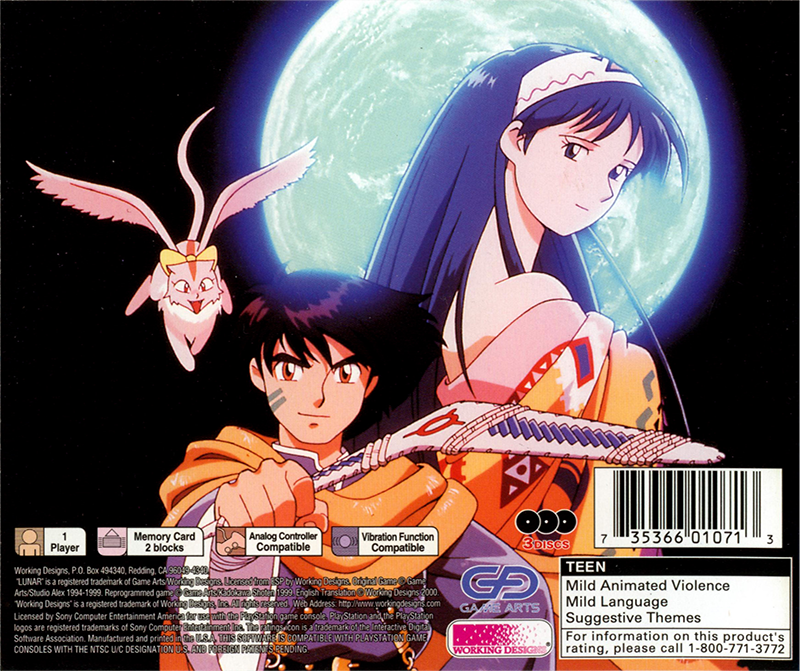 1
Player
Memory Card
2 blocks
Analog Controller
Compatible
Vibration Function
Compatible
3 DISCS
7 35366 01071 3
Working Designs, P.O. Box 494340, Redding, CA 96049-4340.
"LUNAR" is a registered trademark of Game Arts/Working Designs. Licensed from JSP by Working Designs. Original Game © Game
Arts/Studio Alex 1994-1999. Reprogrammed game © Game Arts/Kadokawa Shoten 1999. English Translation © Working Designs 2000.
"Working Designs" is a registered trademark of Working Designs, Inc. All rights reserved. Web Address: http://www.workingdesigns.com
Licensed by Sony Computer Entertainment America for use with the PlayStation game console. PlayStation and the PlayStation
logos are registered trademarks of Sony Computer Entertainment Inc. The ratings icon is a trademark of the Interactive Digital
Software Association. Manufactured and printed in the U.S.A. THIS SOFTWARE IS COMPATIBLE WITH PLAYSTATION GAME
CONSOLES WITH THE NTSC U/C DESIGNATION U.S. AND FOREIGN PATENTS PENDING.
GAME ARTS
WORKING DESIGNS
TEEN
Mild Animated Violence
Mild Language
Suggestive Themes
For information on this product's
rating, please call 1-800-771-3772